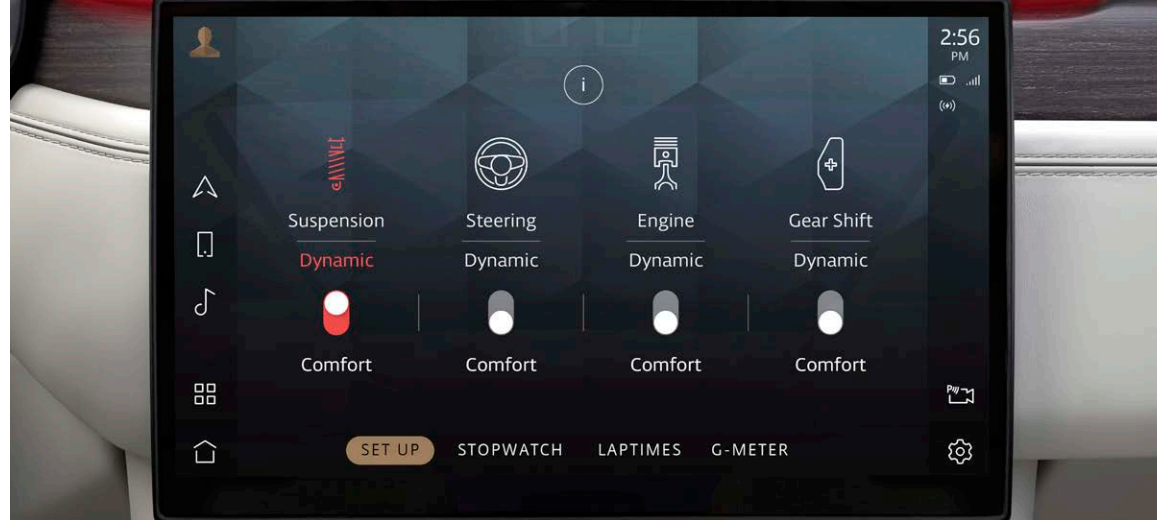 2:56
PM
i
Suspension
Steering
Engine
Gear Shift
Dynamic
Dynamic
Dynamic
Dynamic
Comfort
Comfort
Comfort
Comfort
SET UP
STOPWATCH
LAPTIMES
G-METER